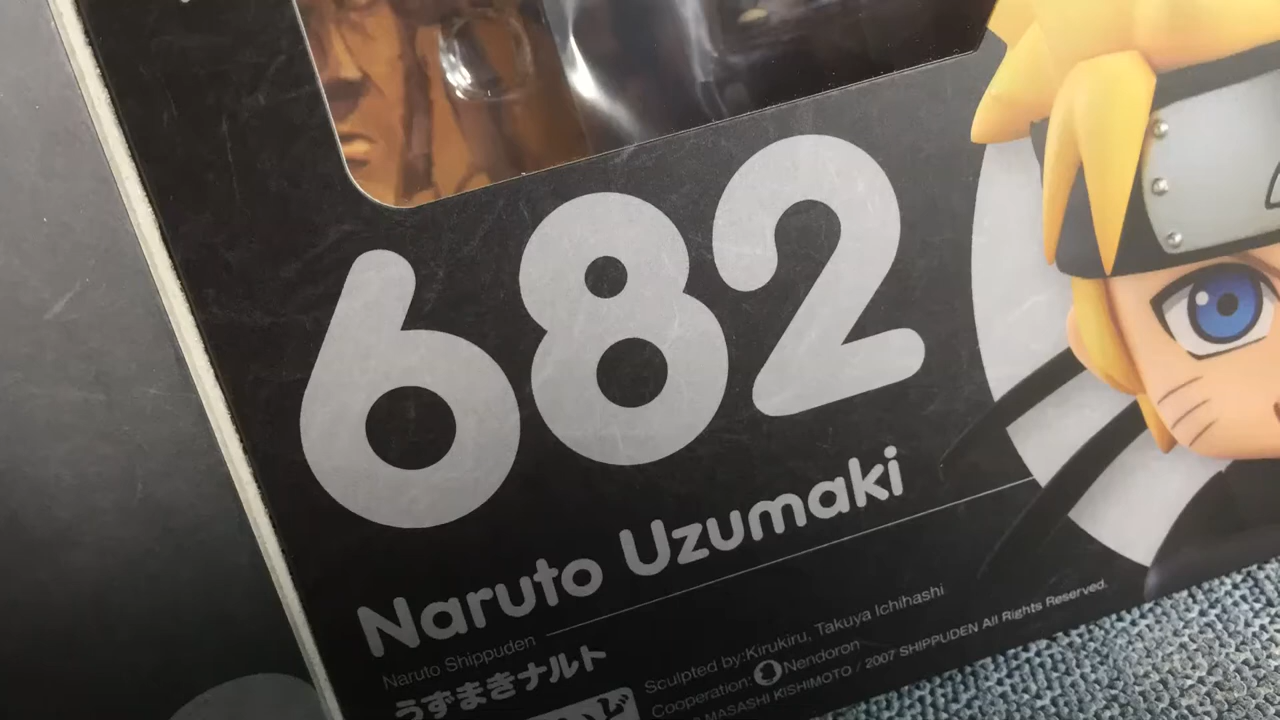 682
Naruto Uzumaki
Naruto Shippuden
うずまきナルト
Sculpted by:Kirukiru, Takuya Ichihashi
Cooperation: Nendoron
MASASHI KISHIMOTO / 2007 SHIPPUDEN All Rights Reserved.